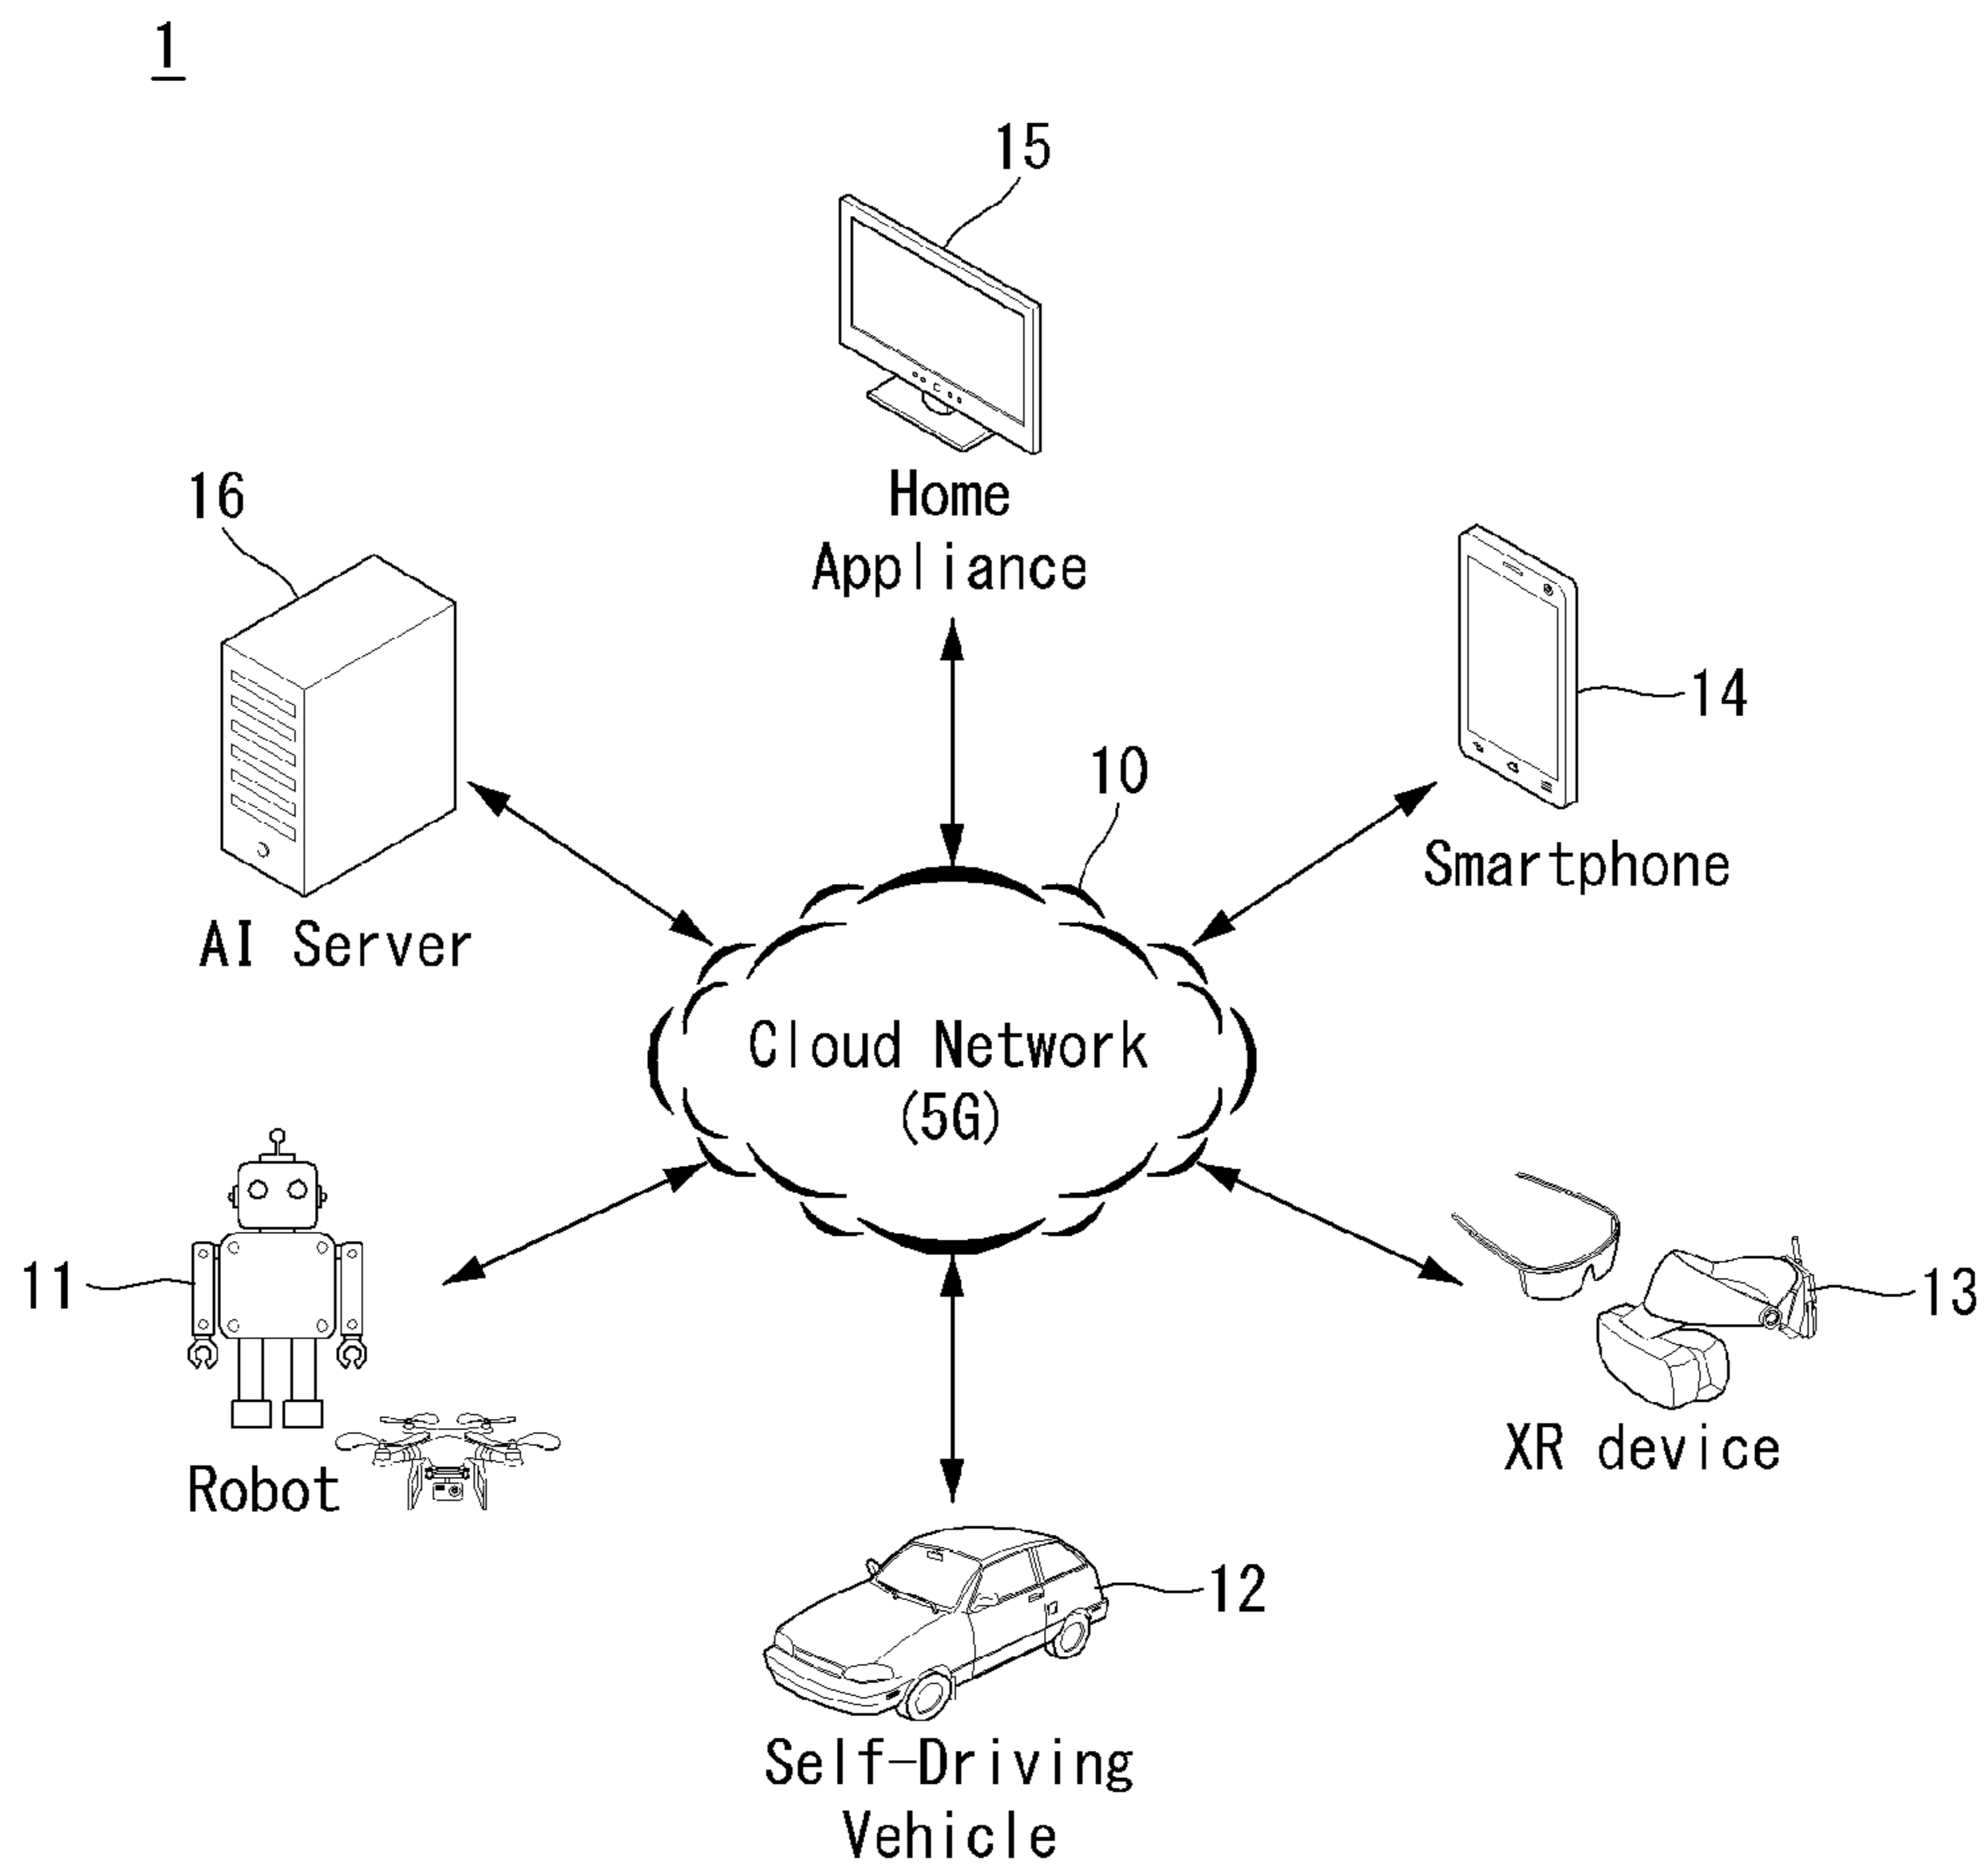 1
15
Home
Appliance
16
14
Smartphone
10
AI Server
Cloud Network
(5G)
11
Robot
13
XR device
12
Self-Driving
Vehicle